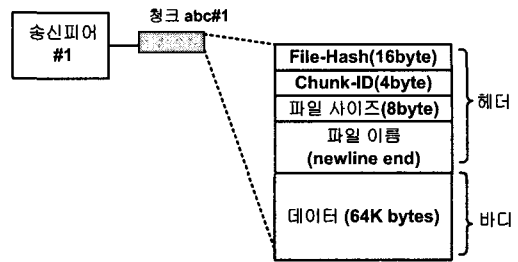 청크 abc#1
송신피어
#1
File-Hash(16byte)
Chunk-ID(4byte)
파일 사이즈(8byte)
파일 이름
(newline end)
헤더
데이터 (64K bytes)
바디